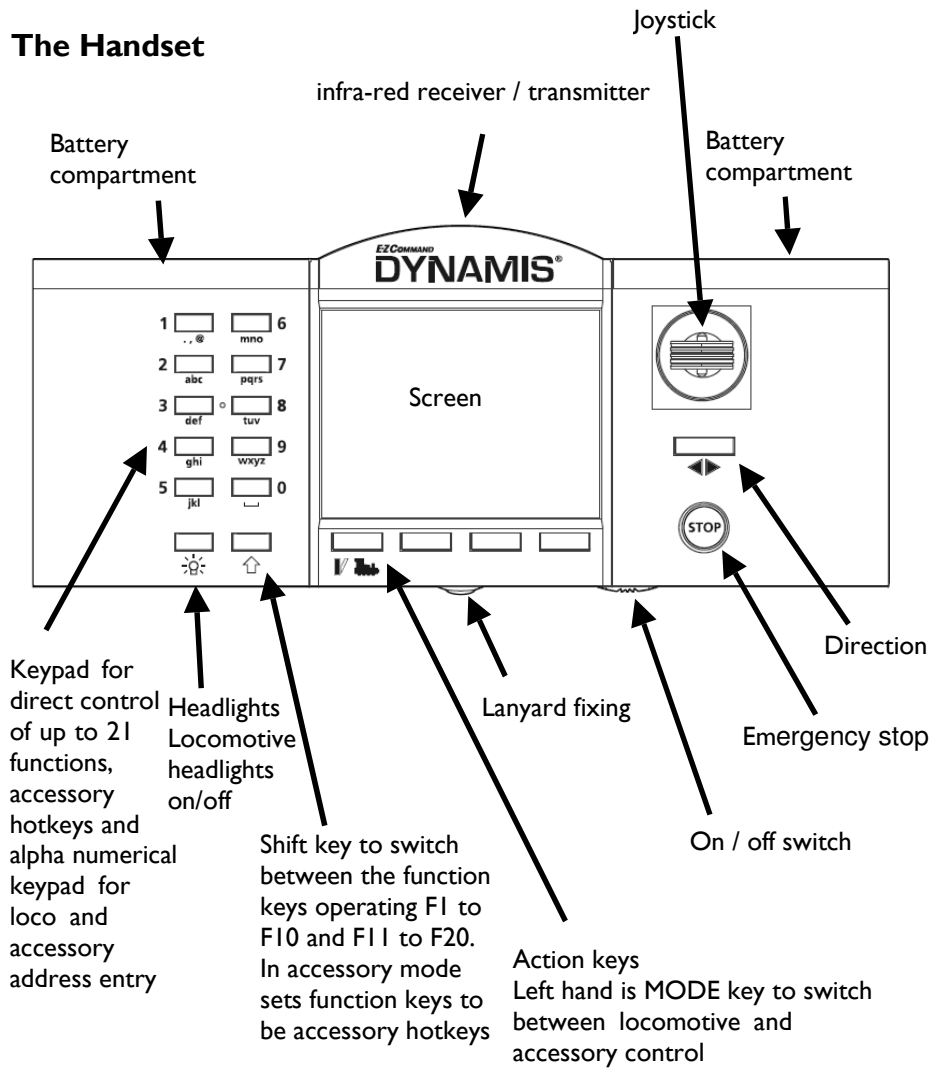 The Handset
Joystick
infra-red receiver / transmitter
Battery
compartment
Battery
compartment
E-Z COMMAND
DYNAMIS®
1 6
.,@ mno
2 7
abc pqrs
3 8
def tuv
4 9
ghi wxyz
5 0
jkl
Screen
STOP
Direction
Emergency stop
On / off switch
Lanyard fixing
Keypad for
direct control
of up to 21
functions,
accessory
hotkeys and
alpha numerical
keypad for
loco and
accessory
address entry
Headlights
Locomotive
headlights
on/off
Shift key to switch
between the function
keys operating F1 to
F10 and F11 to F20.
In accessory mode
sets function keys to
be accessory hotkeys
Action keys
Left hand is MODE key to switch
between locomotive and
accessory control